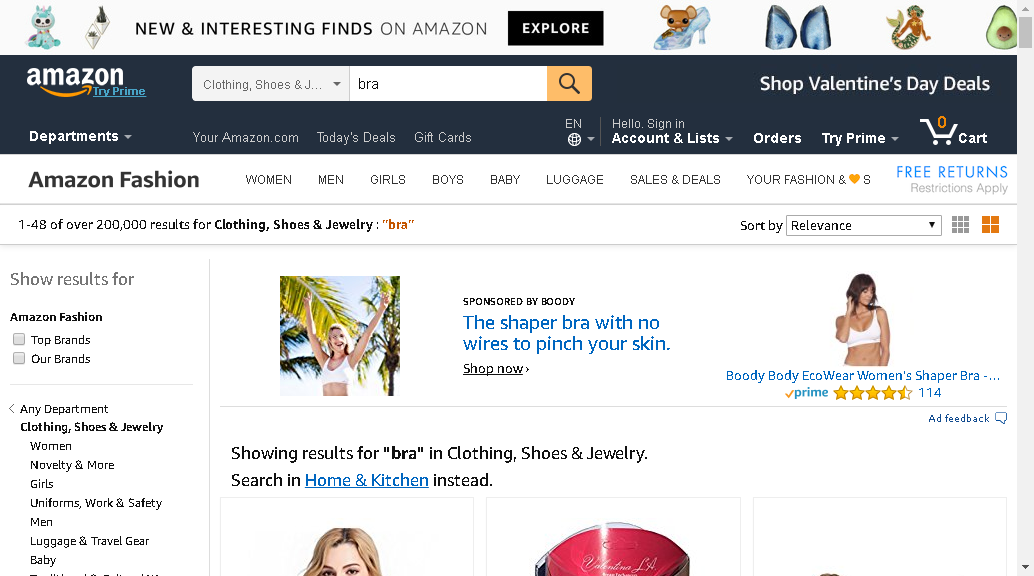 NEW & INTERESTING FINDS ON AMAZON EXPLORE
amazon
Try Prime
Clothing, Shoes & J... bra
Shop Valentine's Day Deals
Departments
Your Amazon.com Today's Deals Gift Cards
EN
Hello. Sign in
Account & Lists
Orders
Try Prime
0
Cart
Amazon Fashion
WOMEN MEN GIRLS BOYS BABY LUGGAGE SALES & DEALS YOUR FASHION & S
FREE RETURNS
Restrictions Apply
1-48 of over 200,000 results for Clothing, Shoes & Jewelry : "bra"
Sort by Relevance
Show results for
Amazon Fashion
Top Brands
Our Brands
Any Department
Clothing, Shoes & Jewelry
Women
Novelty & More
Girls
Uniforms, Work & Safety
Men
Luggage & Travel Gear
Baby
SPONSORED BY BOODY
The shaper bra with no
wires to pinch your skin.
Shop now ›
Boody Body EcoWear Women's Shaper Bra -...
prime 114
Ad feedback
Showing results for "bra" in Clothing, Shoes & Jewelry.
Search in Home & Kitchen instead.
Valentina L.A.